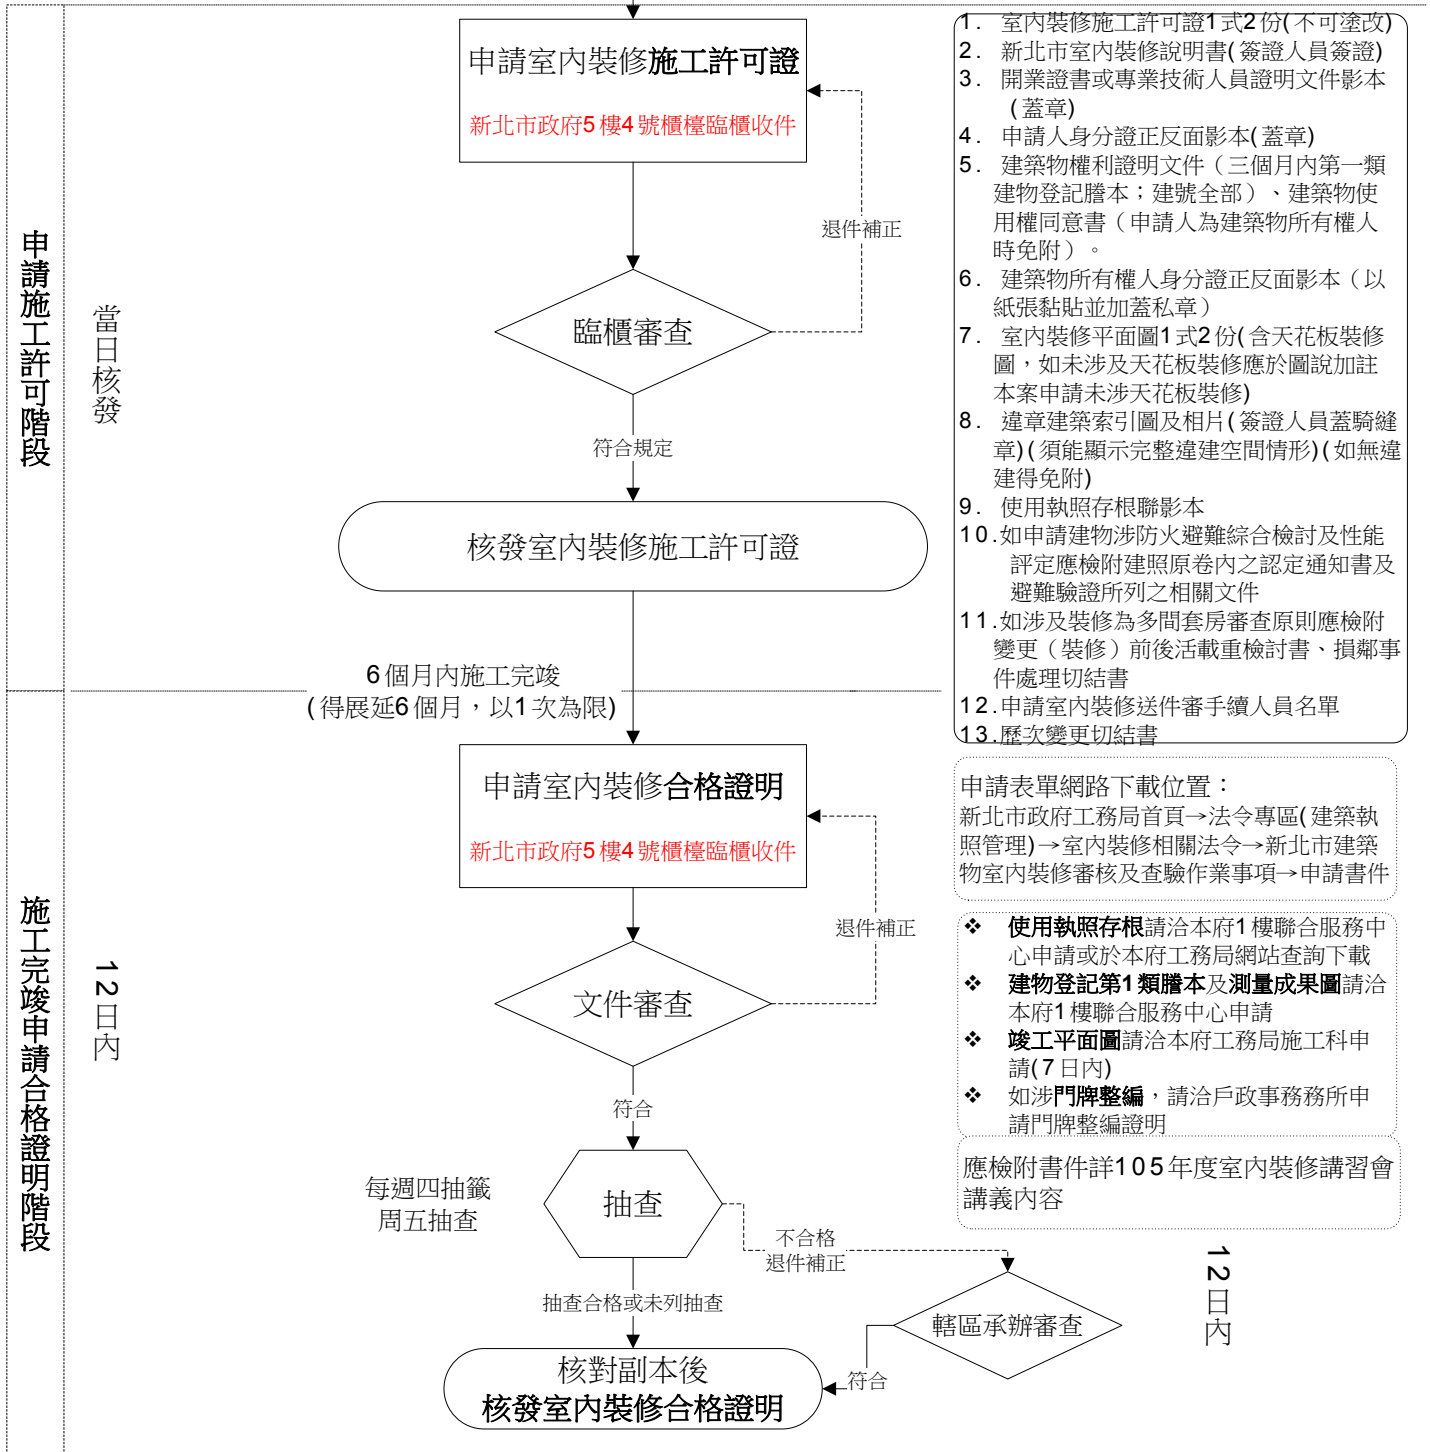 申請施工許可階段
當日核發
申請室內裝修施工許可證
新北市政府5樓4號櫃檯臨櫃收件
退件補正
臨櫃審查
符合規定
核發室內裝修施工許可證
6個月內施工完竣
(得展延6個月，以1次為限)
1. 室內裝修施工許可證1式2份(不可塗改)
2. 新北市室內裝修說明書(簽證人員簽證)
3. 開業證書或專業技術人員證明文件影本
(蓋章)
4. 申請人身分證正反面影本(蓋章)
5. 建築物權利證明文件（三個月內第一類
建物登記謄本；建號全部）、建築物使
用權同意書（申請人為建築物所有權人
時免附）。
6. 建築物所有權人身分證正反面影本（以
紙張黏貼並加蓋私章）
7. 室內裝修平面圖1式2份(含天花板裝修
圖，如未涉及天花板裝修應於圖說加註
本案申請未涉天花板裝修)
8. 違章建築索引圖及相片(簽證人員蓋騎縫
章)(須能顯示完整違建空間情形)(如無違
建得免附)
9. 使用執照存根聯影本
10.如申請建物涉防火避難綜合檢討及性能
評定應檢附建照原卷內之認定通知書及
避難驗證所列之相關文件
11.如涉及裝修為多間套房審查原則應檢附
變更（裝修）前後活載重檢討書、損鄰事
件處理切結書
12.申請室內裝修送件審手續人員名單
13.歷次變更切結書
施工完竣申請合格證明階段
12日內
申請室內裝修合格證明
新北市政府5樓4號櫃檯臨櫃收件
退件補正
文件審查
符合
每週四抽籤
周五抽查
抽查
不合格
退件補正
抽查合格或未列抽查
轄區承辦審查
符合
12日內
核對副本後
核發室內裝修合格證明
申請表單網路下載位置：
新北市政府工務局首頁→法令專區(建築執
照管理)→室內裝修相關法令→新北市建築
物室內裝修審核及查驗作業事項→申請書件
❖ 使用執照存根請洽本府1樓聯合服務中
心申請或於本府工務局網站查詢下載
❖ 建物登記第1類謄本及測量成果圖請洽
本府1樓聯合服務中心申請
❖ 竣工平面圖請洽本府工務局施工科申
請(7日內)
❖ 如涉門牌整編，請洽戶政事務務所申
請門牌整編證明
應檢附書件詳105年度室內裝修講習會
講義內容